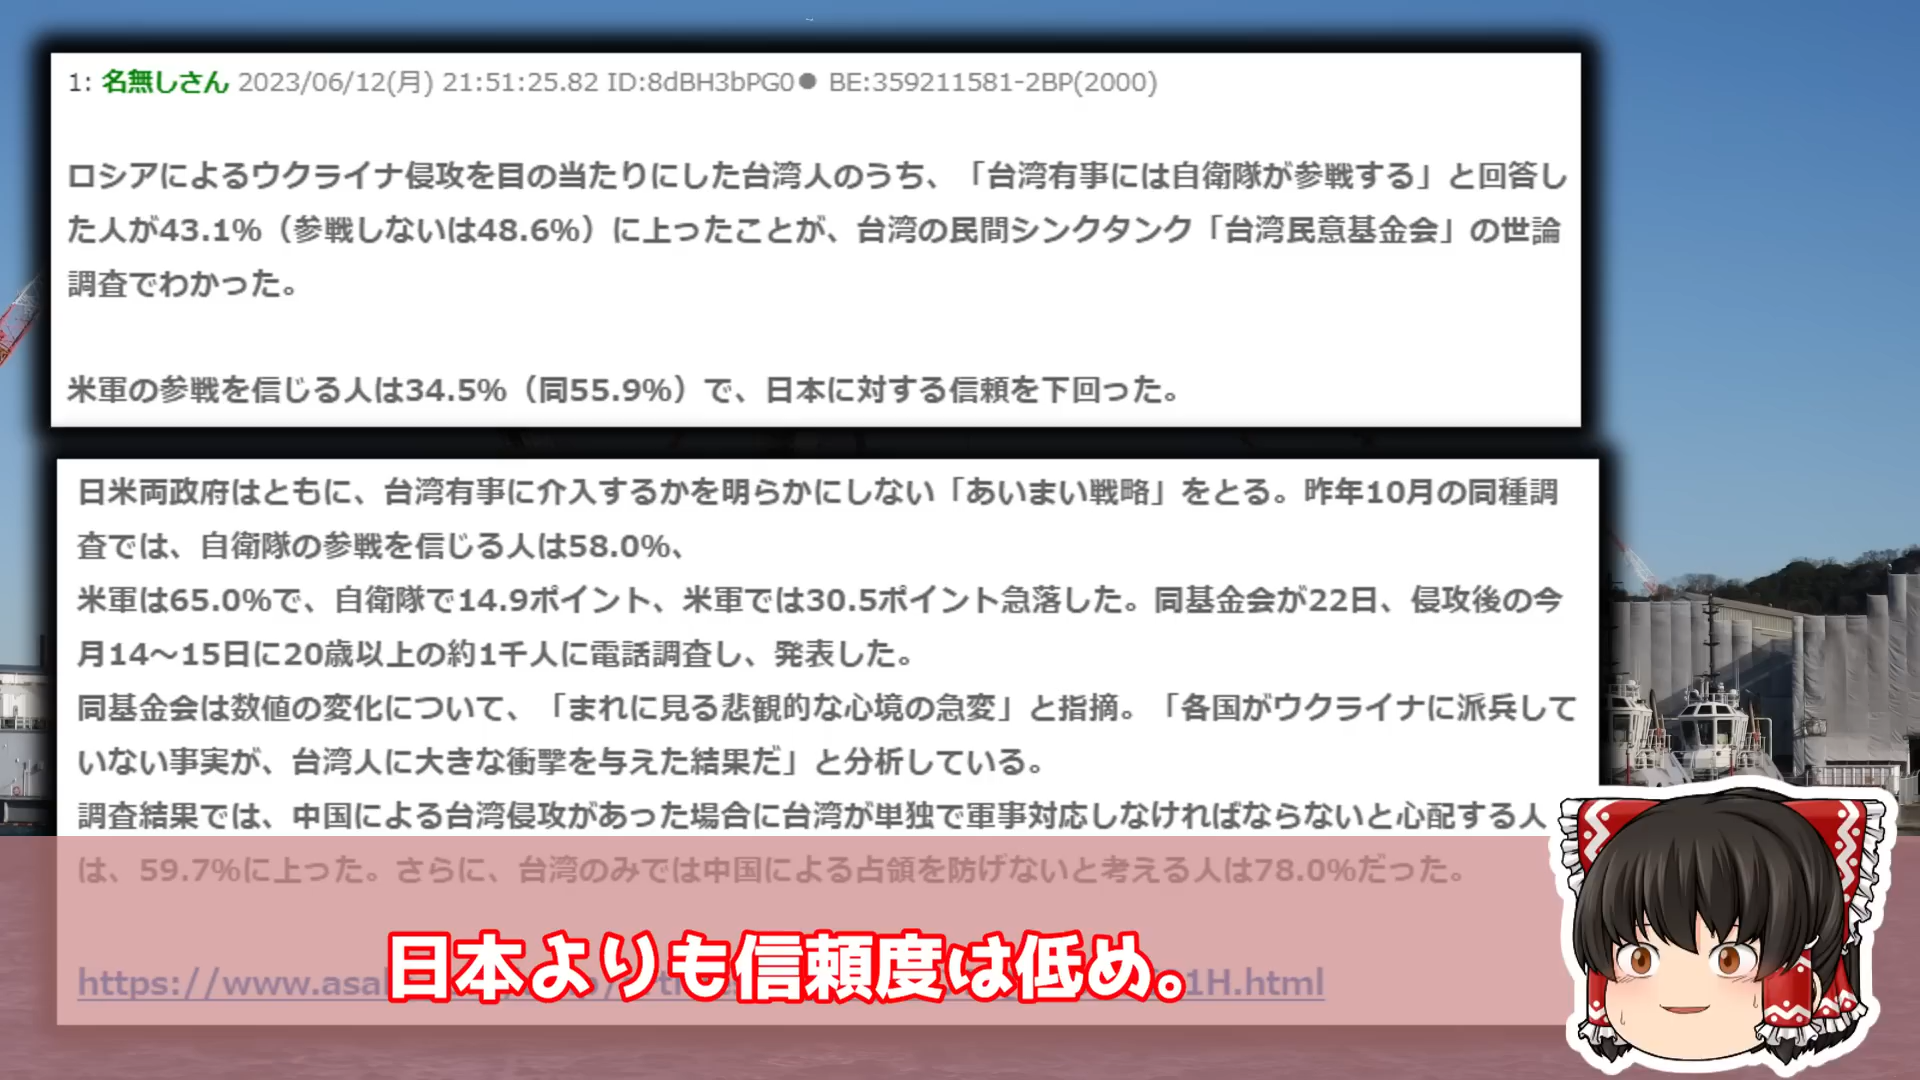 1: 名無しさん 2023/06/12(月) 21:51:25.82 ID:8dBH3bPG0● BE:359211581-2BP(2000)
ロシアによるウクライナ侵攻を目の当たりにした台湾人のうち、「台湾有事には自衛隊が参戦する」と回答し
た人が43.1%（参戦しないは48.6%）に上ったことが、台湾の民間シンクタンク「台湾民意基金会」の世論
調査でわかった。
米軍の参戦を信じる人は34.5%（同55.9%）で、日本に対する信頼を下回った。
日米両政府はともに、台湾有事に介入するかを明らかにしない「あいまい戦略」をとる。昨年10月の同種調
査では、自衛隊の参戦を信じる人は58.0%、
米軍は65.0%で、自衛隊で14.9ポイント、米軍では30.5ポイント急落した。同基金会が22日、侵攻後の今
月14～15日に20歳以上の約1千人に電話調査し、発表した。
同基金会は数値の変化について、「まれに見る悲観的な心境の急変」と指摘。「各国がウクライナに派兵して
いない事実が、台湾人に大きな衝撃を与えた結果だ」と分析している。
調査結果では、中国による台湾侵攻があった場合に台湾が単独で軍事対応しなければならないと心配する人
は、59.7%に上った。さらに、台湾のみでは中国による占領を防げないと考える人は78.0%だった。
https://www.asa
1H.html
日本よりも信頼度は低め。